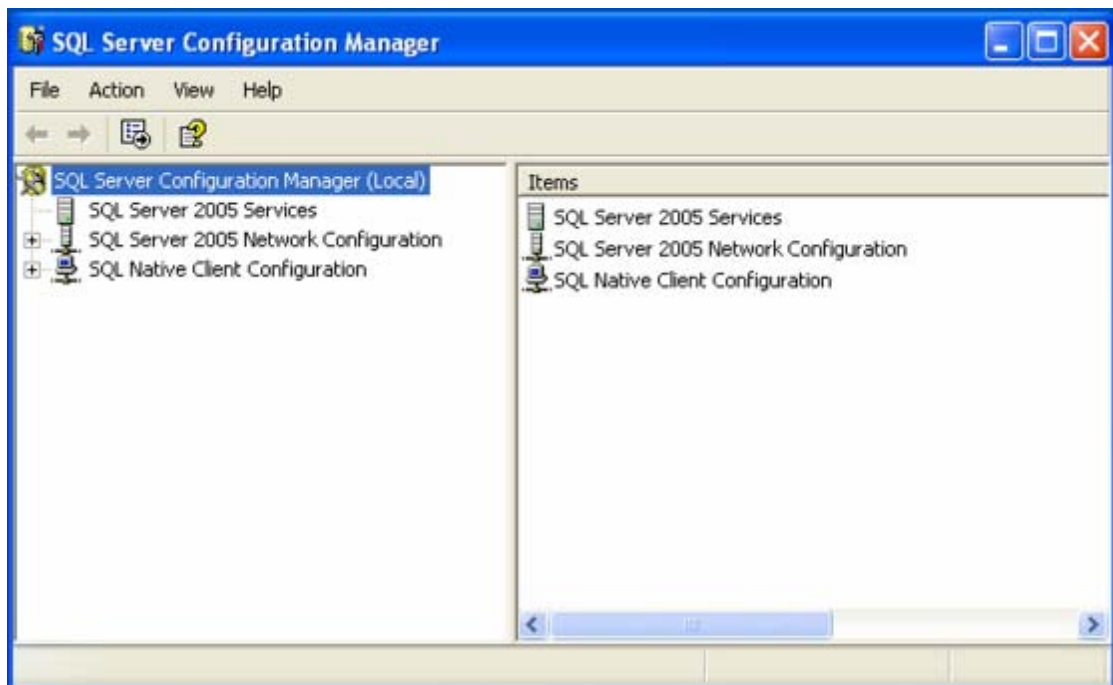 SQL Server Configuration Manager
File Action View Help
SQL Server Configuration Manager (Local)
SQL Server 2005 Services
SQL Server 2005 Network Configuration
SQL Native Client Configuration
Items
SQL Server 2005 Services
SQL Server 2005 Network Configuration
SQL Native Client Configuration